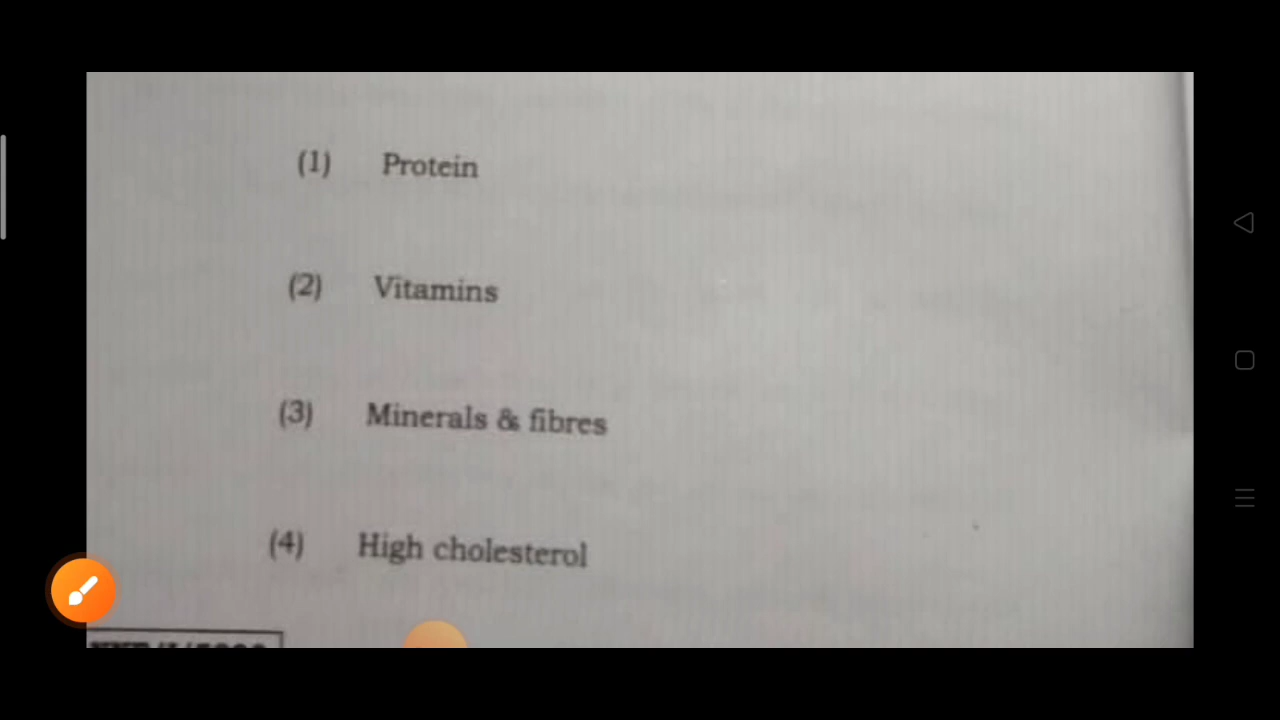 (1) Protein
(2) Vitamins
(3) Minerals & fibres
(4) High cholesterol